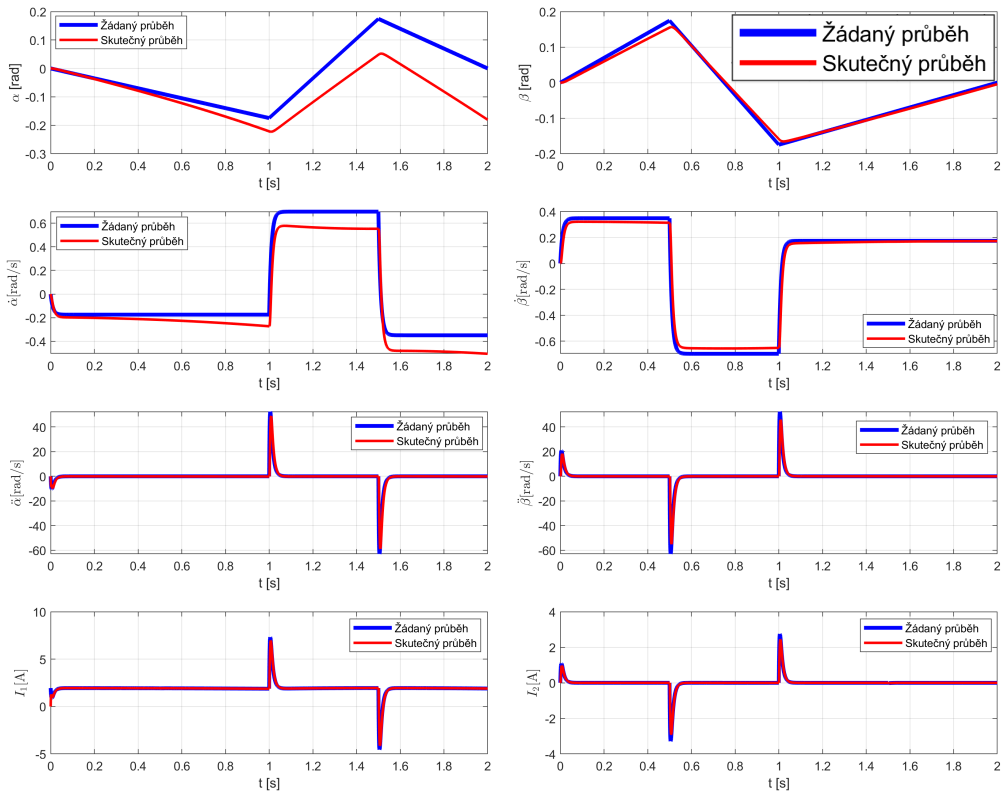 0.2
0.1
0
-0.1
-0.2
-0.3
α [rad]
Žádaný průběh
Skutečný průběh
0 0.2 0.4 0.6 0.8 1 1.2 1.4 1.6 1.8 2
t [s]
0.2
0.1
0
-0.1
-0.2
β [rad]
Žádaný průběh
Skutečný průběh
0 0.2 0.4 0.6 0.8 1 1.2 1.4 1.6 1.8 2
t [s]
0.6
0.4
0.2
0
-0.2
-0.4
α̇[rad/s]
Žádaný průběh
Skutečný průběh
0 0.2 0.4 0.6 0.8 1 1.2 1.4 1.6 1.8 2
t [s]
0.4
0.2
0
-0.2
-0.4
-0.6
β̇[rad/s]
Žádaný průběh
Skutečný průběh
0 0.2 0.4 0.6 0.8 1 1.2 1.4 1.6 1.8 2
t [s]
40
20
0
-20
-40
-60
α̈[rad/s]
Žádaný průběh
Skutečný průběh
0 0.2 0.4 0.6 0.8 1 1.2 1.4 1.6 1.8 2
t [s]
40
20
0
-20
-40
-60
β̈[rad/s]
Žádaný průběh
Skutečný průběh
0 0.2 0.4 0.6 0.8 1 1.2 1.4 1.6 1.8 2
t [s]
10
5
0
-5
I₁[A]
Žádaný průběh
Skutečný průběh
0 0.2 0.4 0.6 0.8 1 1.2 1.4 1.6 1.8 2
t [s]
4
2
0
-2
-4
I₂[A]
Žádaný průběh
Skutečný průběh
0 0.2 0.4 0.6 0.8 1 1.2 1.4 1.6 1.8 2
t [s]